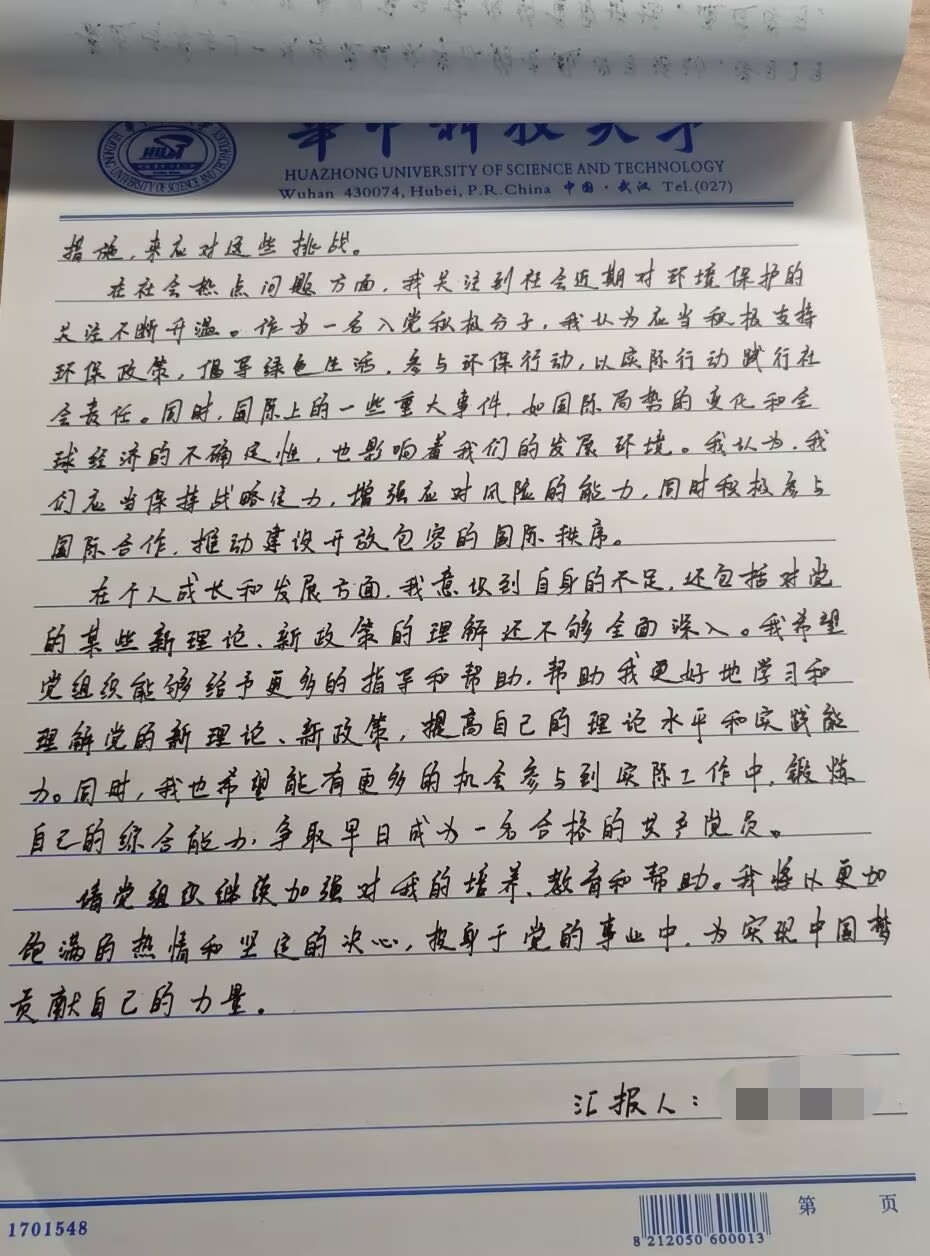 华中科技大学
HUAZHONG UNIVERSITY OF SCIENCE AND TECHNOLOGY
Wuhan 430074, Hubei, P.R.China 中国·武汉 Tel.(027)
措施,来应对这些挑战。
在社会热点问题方面,我关注到社会近期对环境保护的
关注不断升温。作为一名入党积极分子,我认为应当积极支持
环保政策,倡导绿色生活,参与环保行动,以实际行动践行社
会责任。同时,国际上的一些重大事件,如国际局势的变化和全
球经济的不确定性,也影响着我们的发展环境。我认为,我
们应当保持战略定力,增强应对风险的能力,同时积极参与
国际合作,推动建设开放包容的国际秩序。
在个人成长和发展方面,我意识到自身的不足,还包括对党
的某些新理论、新政策的理解还不够全面深入。我希望
党组织能够给予更多的指导和帮助,帮助我更好地学习和
理解党的新理论、新政策,提高自己的理论水平和实践能
力。同时,我也希望能有更多的机会参与到实际工作中,锻炼
自己的综合能力,争取早日成为一名合格的共产党员。
请党组织继续加强对我的培养、教育和帮助。我将以更加
饱满的热情和坚定的决心,投身于党的事业中,为实现中国梦
贡献自己的力量。
汇报人:
1701548
8 212050 600013
第 页